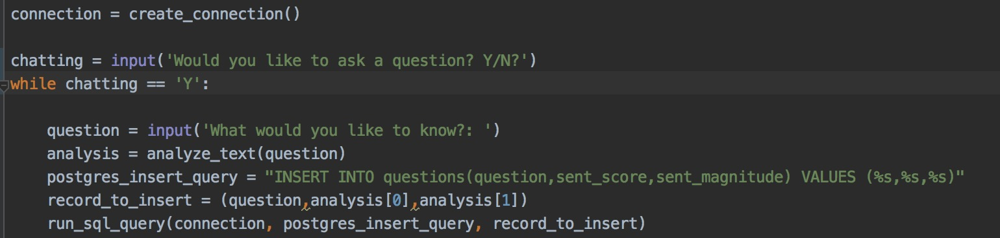 connection = create_connection()
chatting = input('Would you like to ask a question? Y/N?')
while chatting == 'Y':
question = input('What would you like to know?: ')
analysis = analyze_text(question)
postgres_insert_query = "INSERT INTO questions(question,sent_score,sent_magnitude) VALUES (%s,%s,%s)"
record_to_insert = (question,analysis[0],analysis[1])
run_sql_query(connection, postgres_insert_query, record_to_insert)